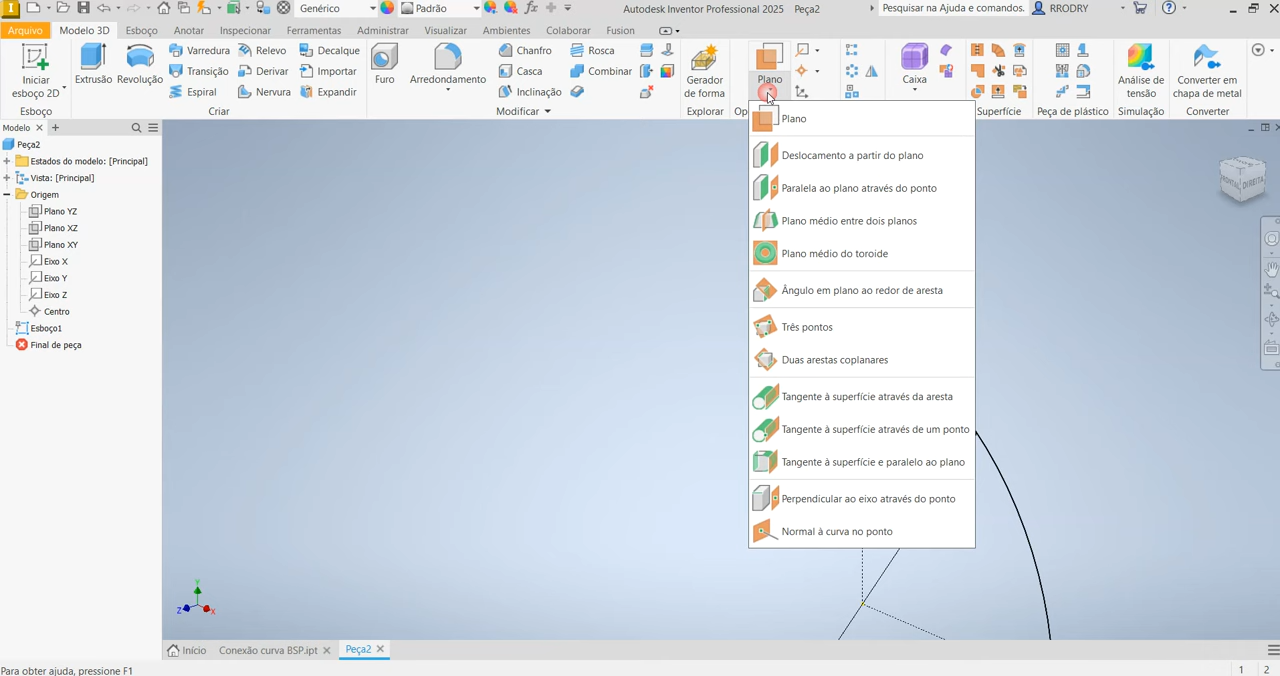 Genérico
Padrão
Autodesk Inventor Professional 2025 Peça2
Pesquisar na Ajuda e comandos.
RRODRY
Arquivo Modelo 3D Esboço Anotar Inspecionar Ferramentas Administrar Visualizar Ambientes Colaborar Fusion
Iniciar
esboço 2D
Esboço
Extrusão
Revolução
Varredura
Transição
Espiral
Relevo
Derivar
Nervura
Decalque
Importar
Expandir
Criar
Furo
Arredondamento
Chanfro
Casca
Inclinação
Rosca
Combinar
Modificar
Gerador
de forma
Explorar
Plano
Op
Caixa
Superfície
Peça de plástico
Análise de
tensão
Simulação
Converter em
chapa de metal
Converter
Modelo
Peça2
Estados do modelo: [Principal]
Vista: [Principal]
Origem
Plano YZ
Plano XZ
Plano XY
Eixo X
Eixo Y
Eixo Z
Centro
Esboço1
Final de peça
Plano
Deslocamento a partir do plano
Paralela ao plano através do ponto
Plano médio entre dois planos
Plano médio do toroide
Ângulo em plano ao redor de aresta
Três pontos
Duas arestas coplanares
Tangente à superfície através da aresta
Tangente à superfície através de um ponto
Tangente à superfície e paralelo ao plano
Perpendicular ao eixo através do ponto
Normal à curva no ponto
FRONTAL DIREITA
Y
Z
X
Início Conexão curva BSP.ipt Peça2
Para obter ajuda, pressione F1
1 2